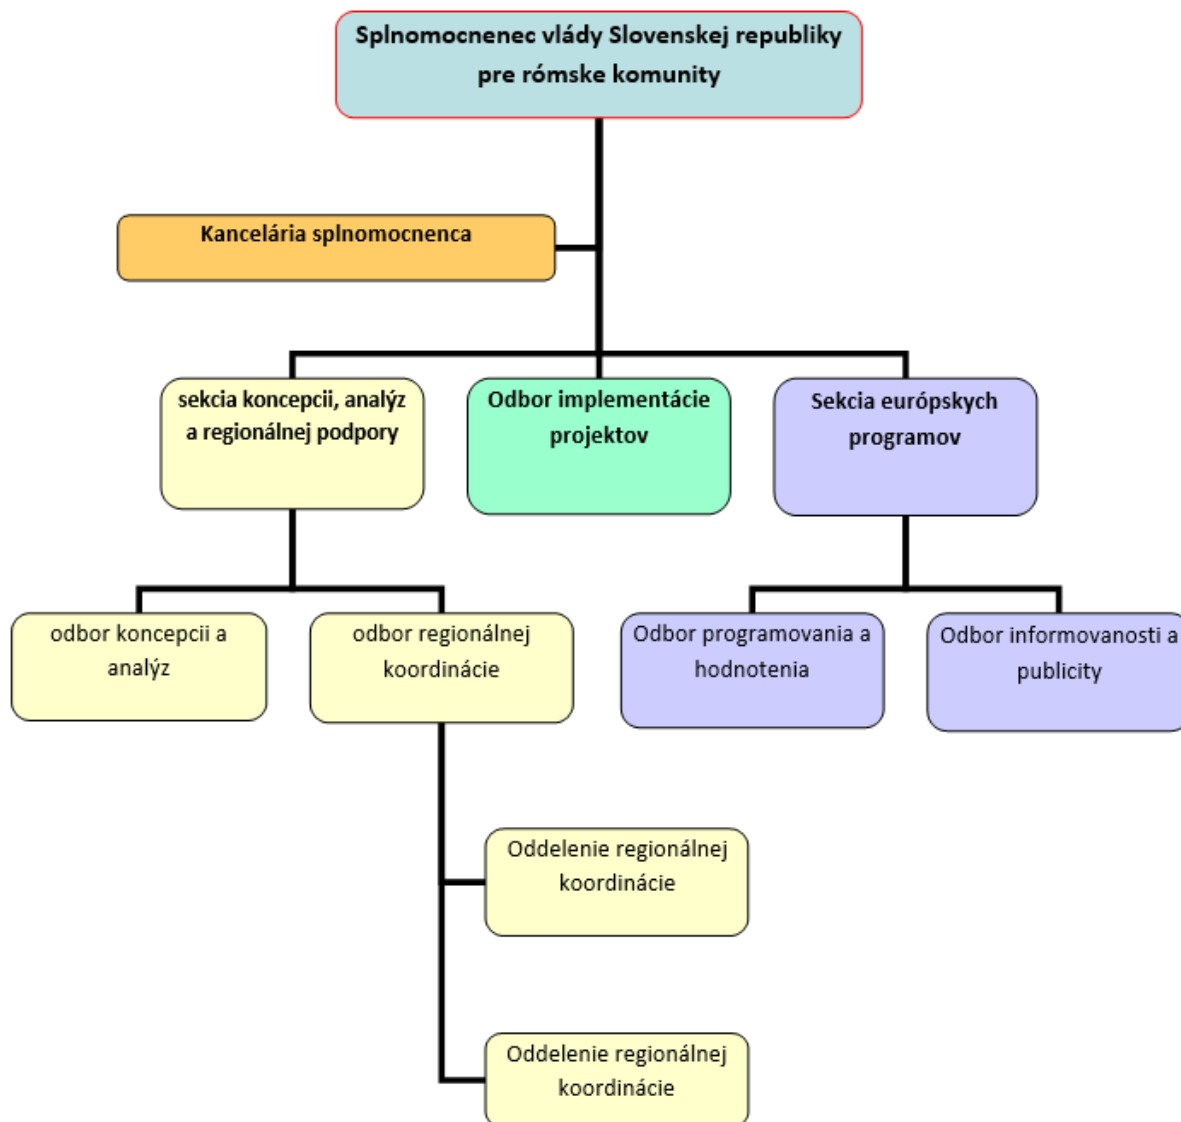 Splnomocnenec vlády Slovenskej republiky
pre rómske komunity
Kancelária splnomocnenca
sekcia koncepcii, analýz
a regionálnej podpory
Odbor implementácie
projektov
Sekcia európskych
programov
odbor koncepcii a
analýz
odbor regionálnej
koordinácie
Odbor programovania a
hodnotenia
Odbor informovanosti a
publicity
Oddelenie regionálnej
koordinácie
Oddelenie regionálnej
koordinácie